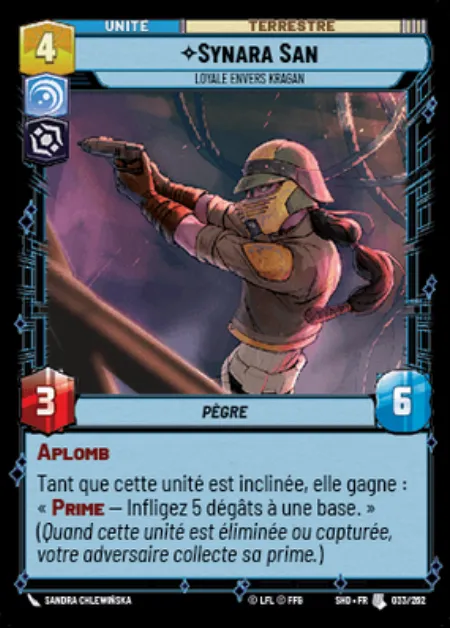 UNITÉ
TERRESTRE
4
✧SYNARA SAN
LOYALE ENVERS KRAGAN
3
PÈGRE
6
APLOMB
Tant que cette unité est inclinée, elle gagne :
« PRIME – Infligez 5 dégâts à une base. »
(Quand cette unité est éliminée ou capturée,
votre adversaire collecte sa prime.)
SANDRA CHLEWIŃSKA
© LFL © FFG
SHD • FR
033/262